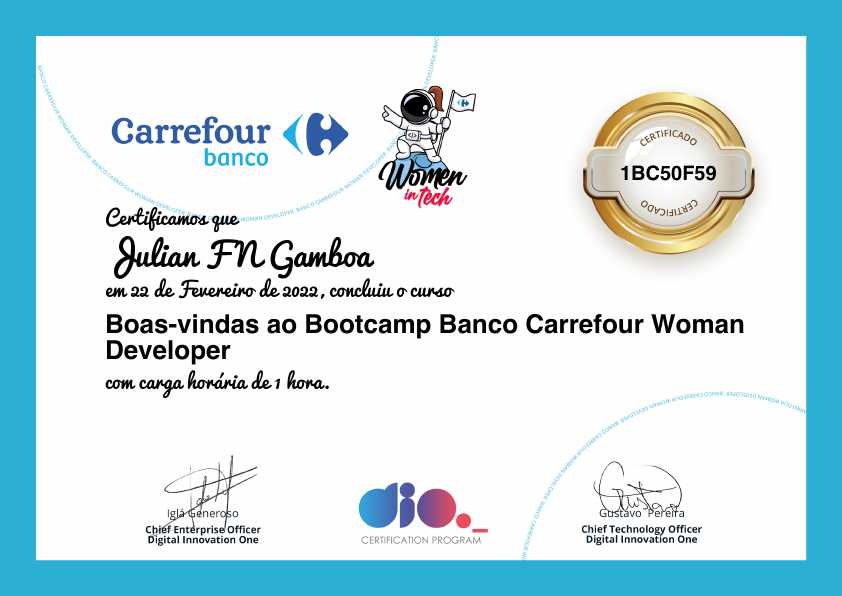 Carrefour
banco
Women
in tech
CERTIFICADO
1BC50F59
CERTIFICADO
Certificamos que
Julian FN Gamboa
em 22 de Fevereiro de 2022, concluiu o curso
Boas-vindas ao Bootcamp Banco Carrefour Woman
Developer
com carga horária de 1 hora.
Iglá Generoso
Chief Enterprise Officer
Digital Innovation One
dio.
CERTIFICATION PROGRAM
Gustavo Pereira
Chief Technology Officer
Digital Innovation One